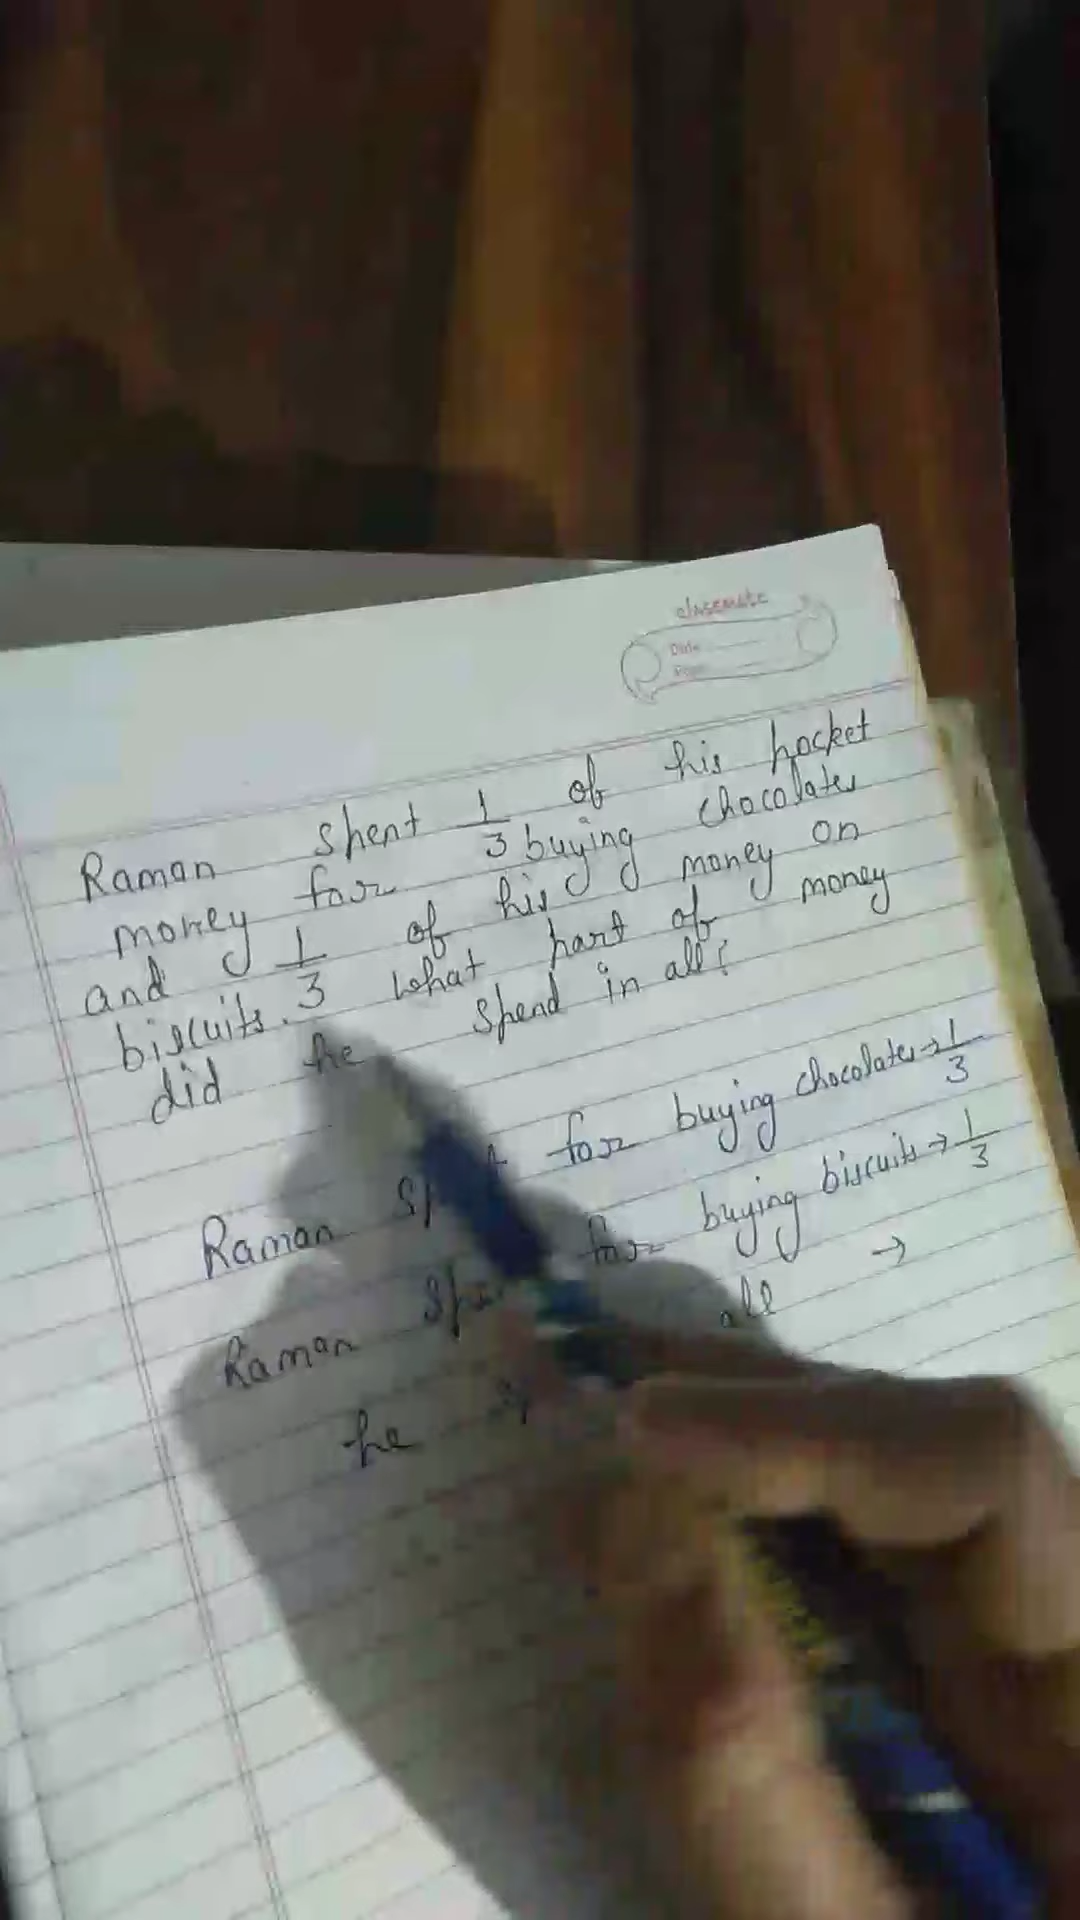 classmate
Date
Page
Raman spent 1/3 of his pocket
money for buying chocolates
and 1/3 of his money on
biscuits. what part of money
did he spend in all?
Raman for buying chocolates → 1/3
Raman for buying biscuits → 1/3
he all →